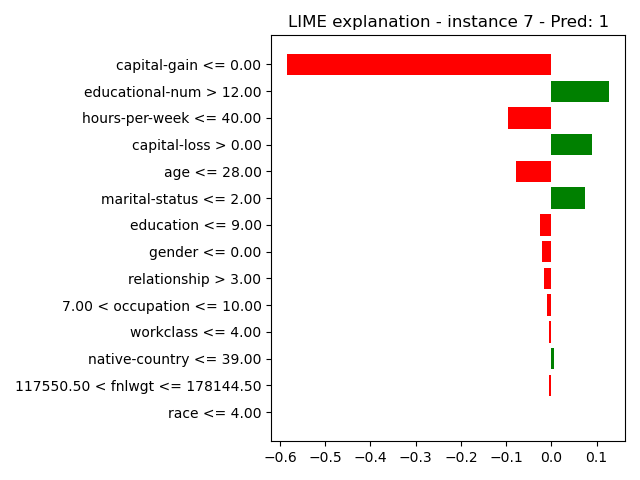 LIME explanation - instance 7 - Pred: 1
capital-gain <= 0.00
educational-num > 12.00
hours-per-week <= 40.00
capital-loss > 0.00
age <= 28.00
marital-status <= 2.00
education <= 9.00
gender <= 0.00
relationship > 3.00
7.00 < occupation <= 10.00
workclass <= 4.00
native-country <= 39.00
117550.50 < fnlwgt <= 178144.50
race <= 4.00
−0.6 −0.5 −0.4 −0.3 −0.2 −0.1 0.0 0.1